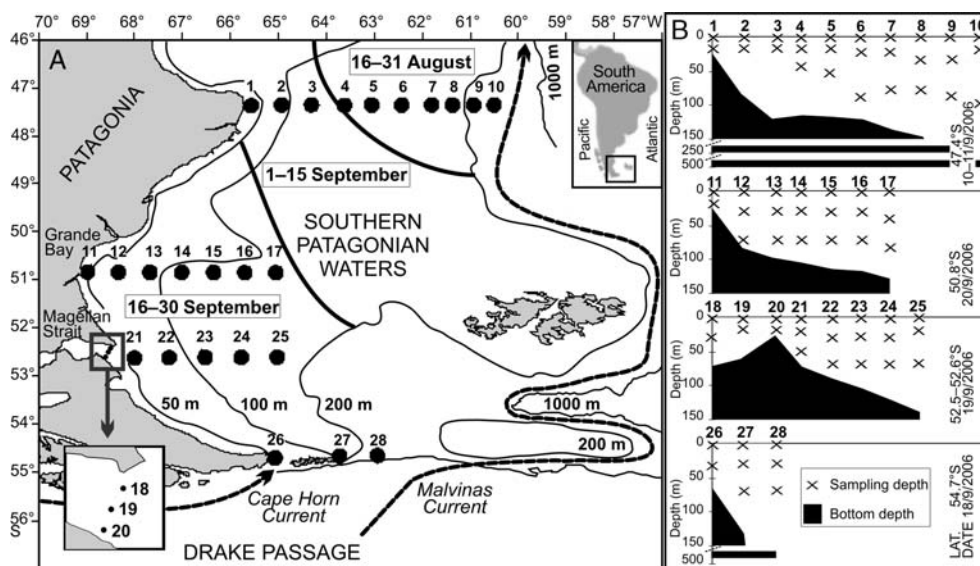 70 69 68 67 66 65 64 63 62 61 60 59 58 57°W
46°
47
48
49
50
51
52
53
54
55
56
S
A
PATAGONIA
16–31 August
1 2 3 4 5 6 7 8 9 10
1–15 September
SOUTHERN
PATAGONIAN
WATERS
1000 m
South
America
Pacific
Atlantic
Grande
Bay
11 12 13 14 15 16 17
16–30 September
Magellan
Strait
21 22 23 24 25
50 m 100 m 200 m
1000 m
200 m
26 27 28
18
19
20
Cape Horn
Current
Malvinas
Current
DRAKE PASSAGE
B
1 2 3 4 5 6 7 8 9 10
0
50
100
150
250
500
Depth (m)
47.4°S
10–11/9/2006
11 12 13 14 15 16 17
0
50
100
150
Depth (m)
50.8°S
20/9/2006
18 19 20 21 22 23 24 25
0
50
100
150
Depth (m)
52.5–52.6°S
19/9/2006
26 27 28
0
50
100
150
500
Depth (m)
Sampling depth
Bottom depth
LAT. 54.7°S
DATE 18/9/2006